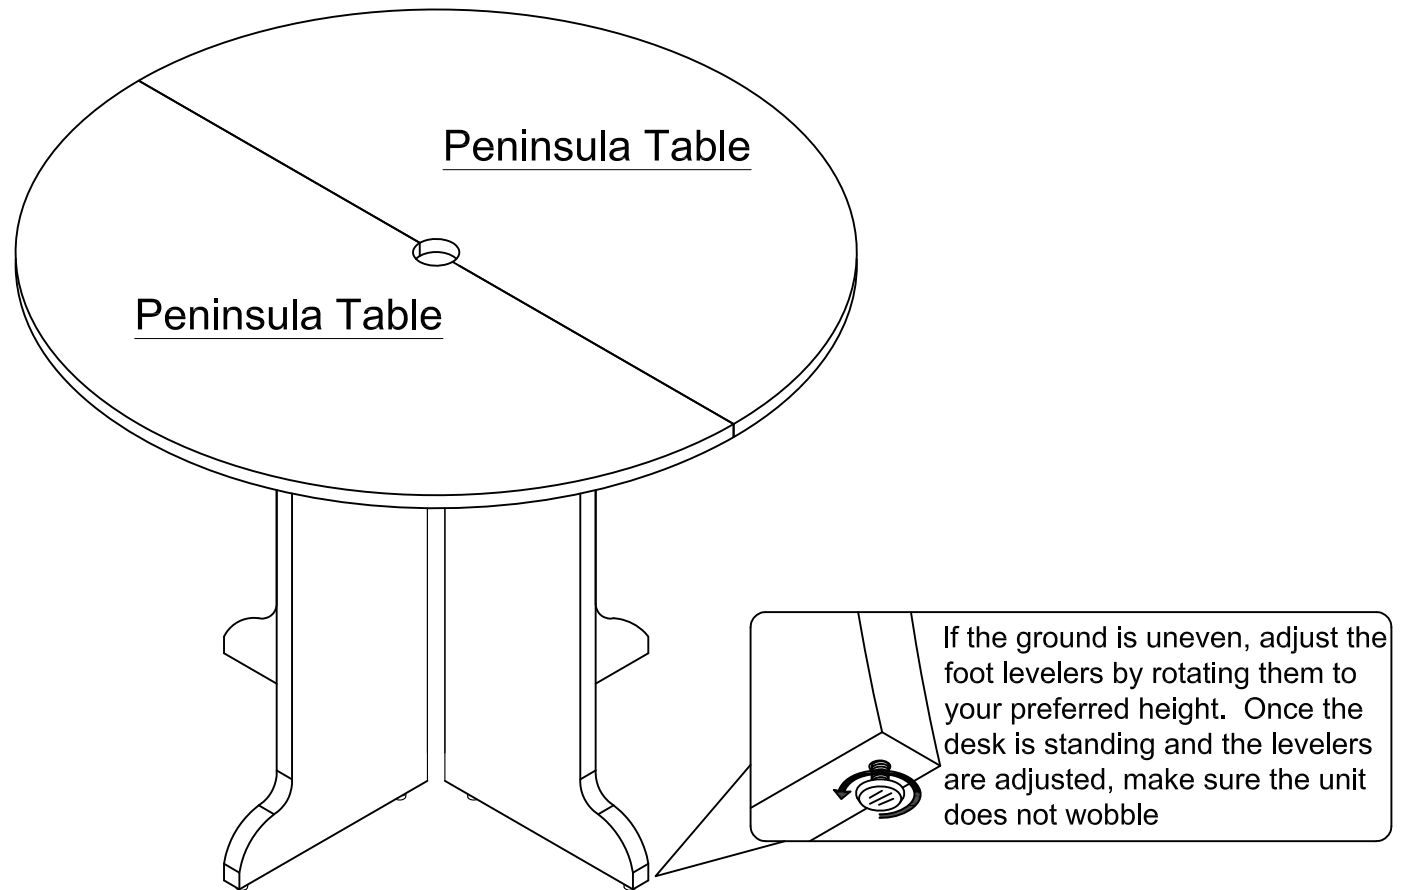 Peninsula Table
Peninsula Table
If the ground is uneven, adjust the
foot levelers by rotating them to
your preferred height.  Once the
desk is standing and the levelers
are adjusted, make sure the unit
does not wobble